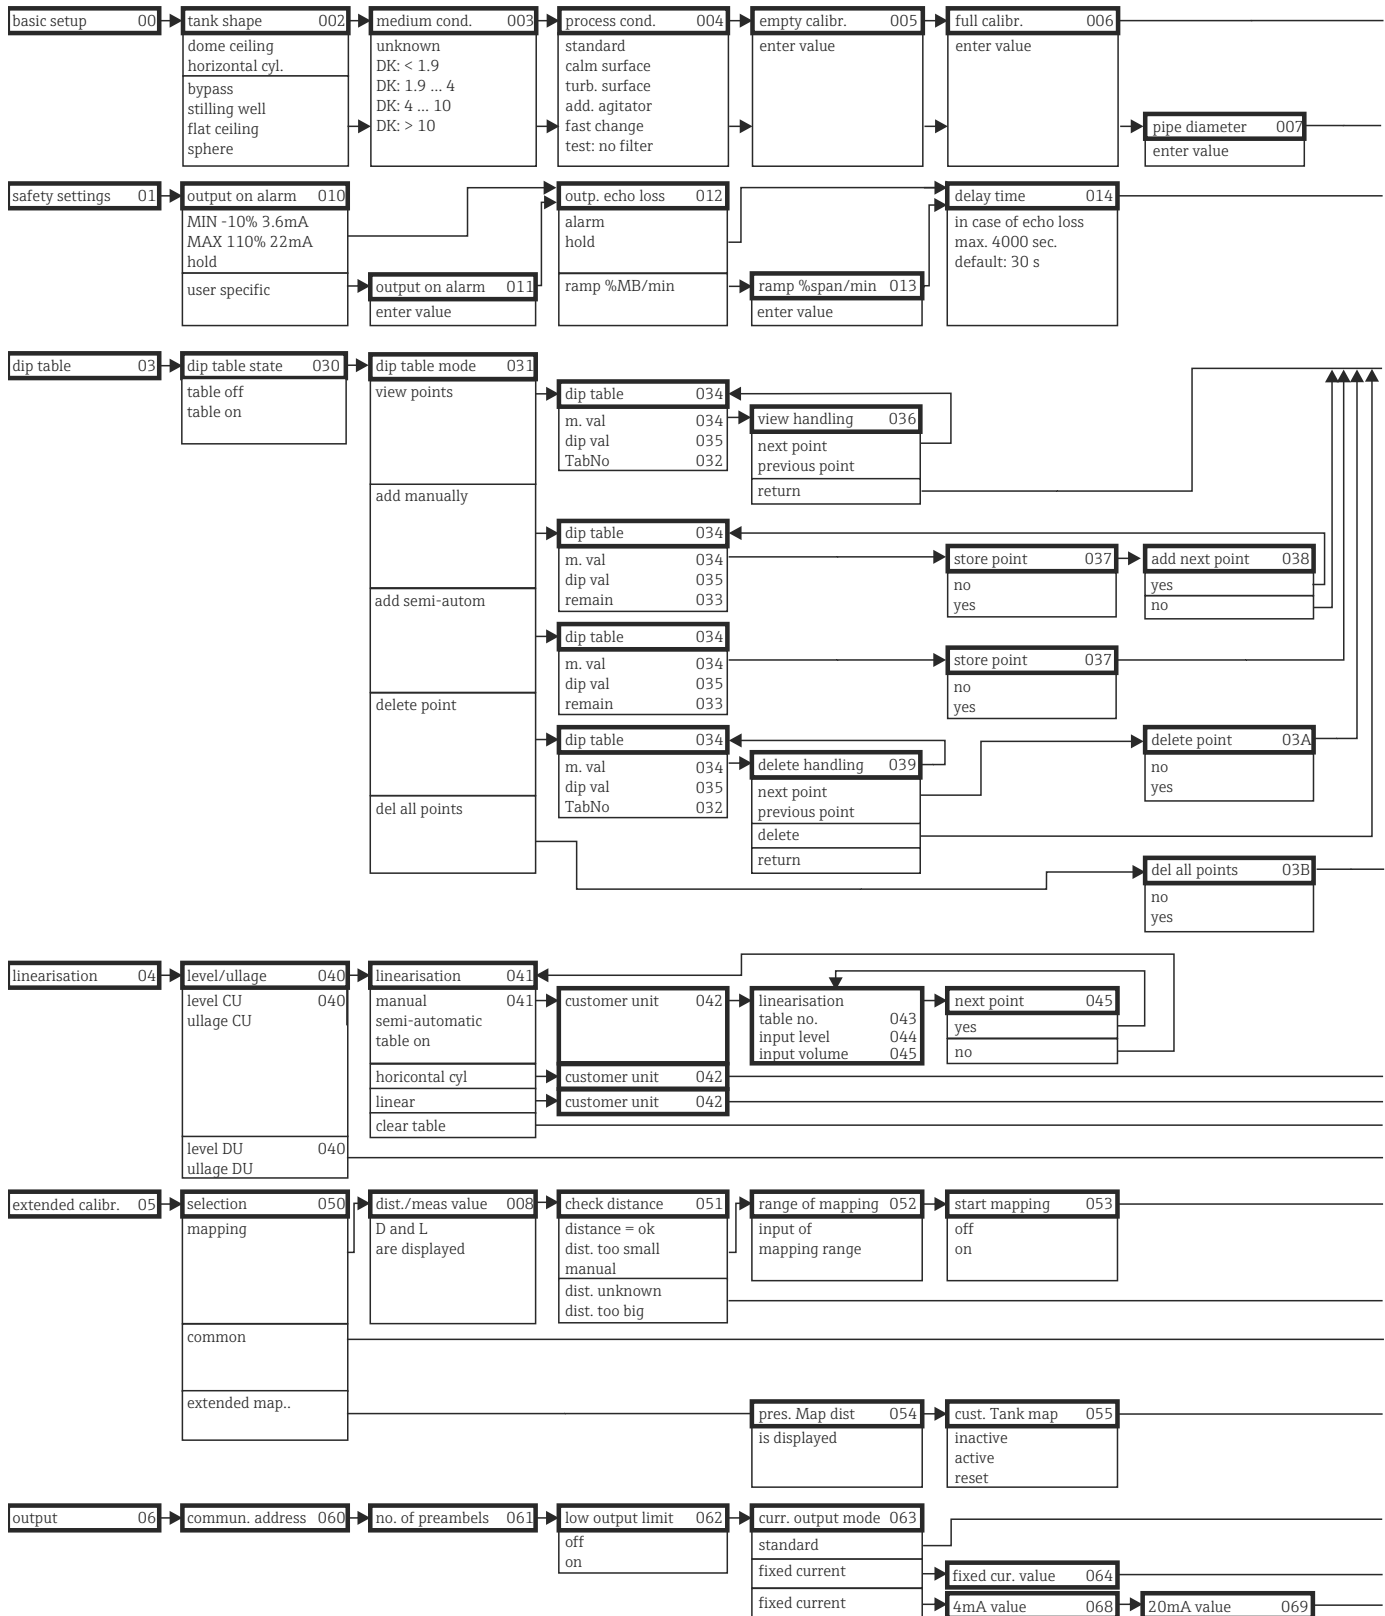 basic setup 00
tank shape 002
medium cond. 003
process cond. 004
empty calibr. 005
full calibr. 006
dome ceiling
horizontal cyl.
bypass
stilling well
flat ceiling
sphere
unknown
DK: < 1.9
DK: 1.9 ... 4
DK: 4 ... 10
DK: > 10
standard
calm surface
turb. surface
add. agitator
fast change
test: no filter
enter value
enter value
pipe diameter 007
enter value
safety settings 01
output on alarm 010
MIN -10% 3.6mA
MAX 110% 22mA
hold
user specific
output on alarm 011
enter value
outp. echo loss 012
alarm
hold
ramp %MB/min
ramp %span/min 013
enter value
delay time 014
in case of echo loss
max. 4000 sec.
default: 30 s
dip table 03
dip table state 030
table off
table on
dip table mode 031
view points
add manually
add semi-autom
delete point
del all points
dip table 034
m. val 034
dip val 035
TabNo 032
view handling 036
next point
previous point
return
dip table 034
m. val 034
dip val 035
remain 033
store point 037
no
yes
add next point 038
yes
no
dip table 034
m. val 034
dip val 035
remain 033
store point 037
no
yes
dip table 034
m. val 034
dip val 035
TabNo 032
delete handling 039
next point
previous point
delete
return
delete point 03A
no
yes
del all points 03B
no
yes
linearisation 04
level/ullage 040
level CU 040
ullage CU
level DU 040
ullage DU
linearisation 041
manual 041
semi-automatic
table on
horicontal cyl
linear
clear table
customer unit 042
customer unit 042
customer unit 042
linearisation
table no. 043
input level 044
input volume 045
next point 045
yes
no
extended calibr. 05
selection 050
mapping
common
extended map..
dist./meas value 008
D and L
are displayed
check distance 051
distance = ok
dist. too small
manual
dist. unknown
dist. too big
range of mapping 052
input of
mapping range
start mapping 053
off
on
pres. Map dist 054
is displayed
cust. Tank map 055
inactive
active
reset
output 06
commun. address 060
no. of preambels 061
low output limit 062
off
on
curr. output mode 063
standard
fixed current
fixed current
fixed cur. value 064
4mA value 068
20mA value 069